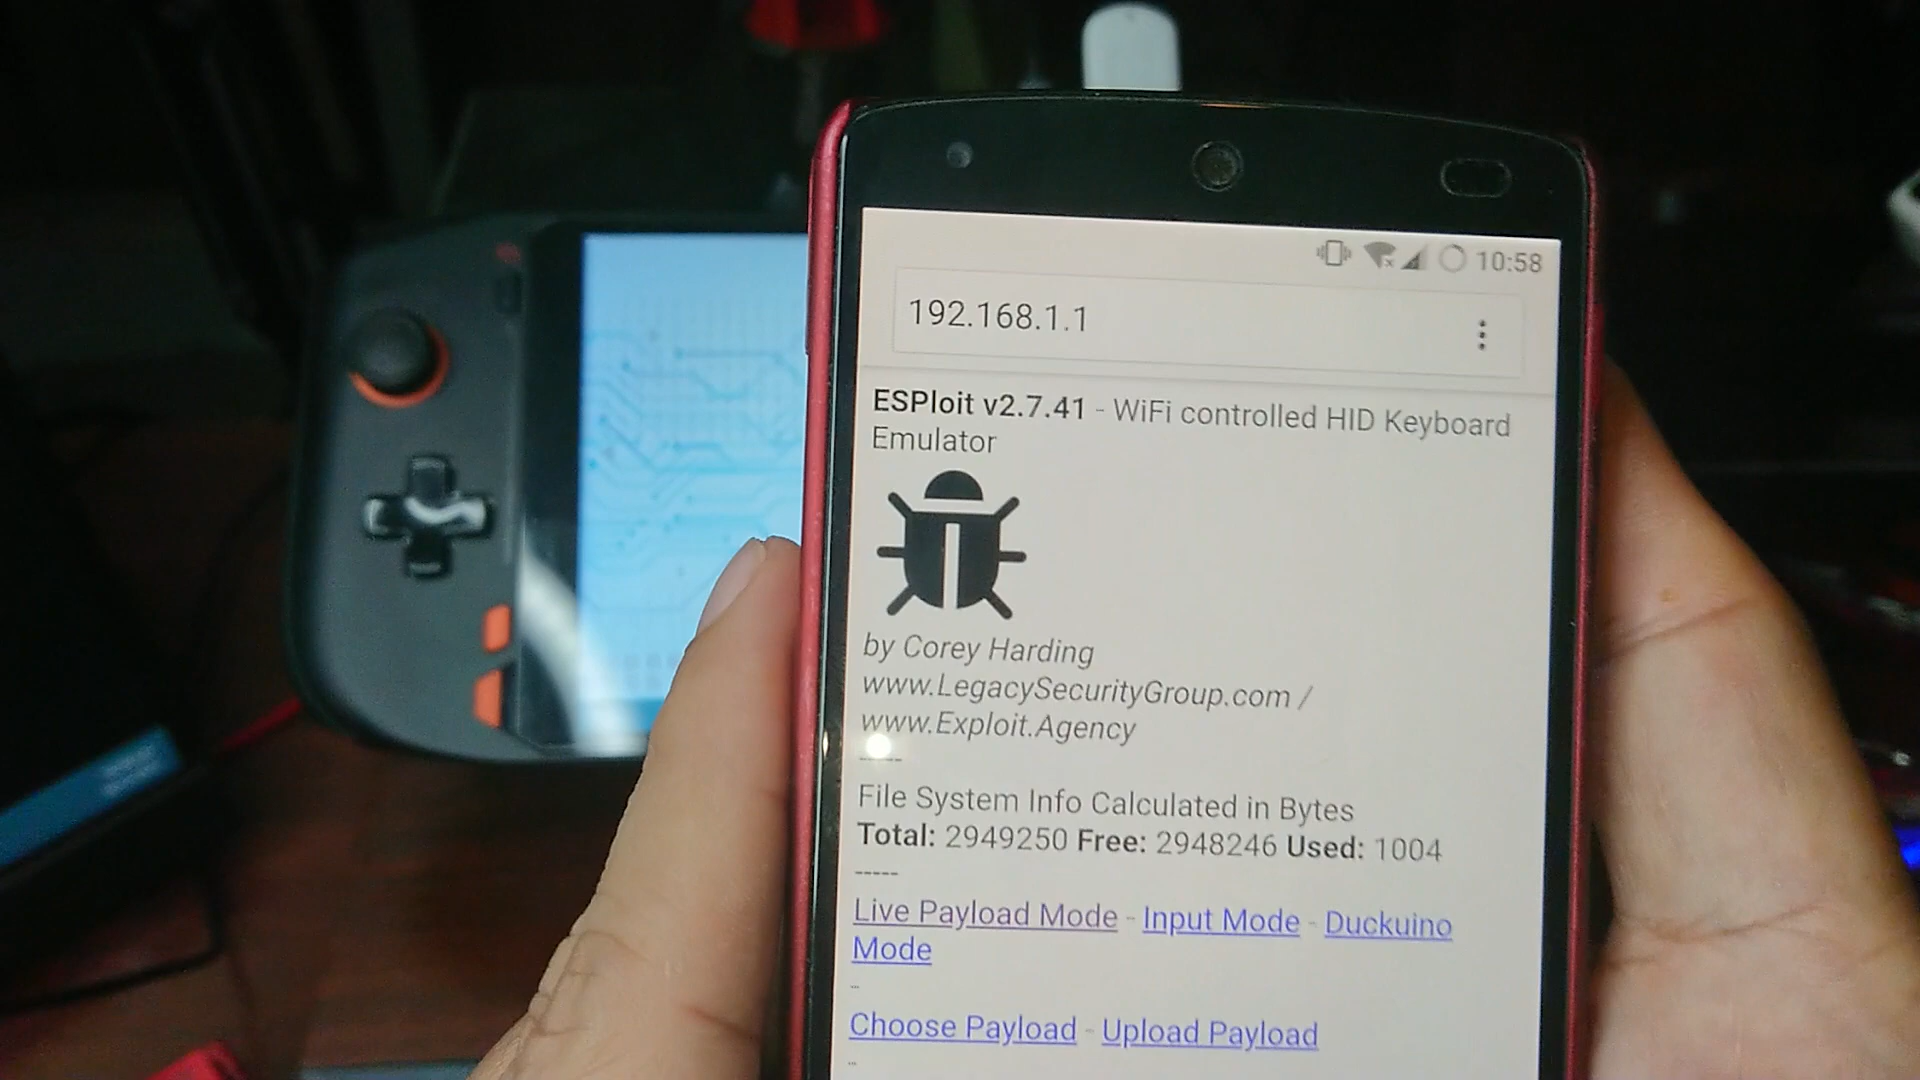 10:58
192.168.1.1
ESPloit v2.7.41 - WiFi controlled HID Keyboard
Emulator
by Corey Harding
www.LegacySecurityGroup.com /
www.Exploit.Agency
-----
File System Info Calculated in Bytes
Total: 2949250 Free: 2948246 Used: 1004
-----
Live Payload Mode - Input Mode - Duckuino
Mode
--
Choose Payload - Upload Payload
--